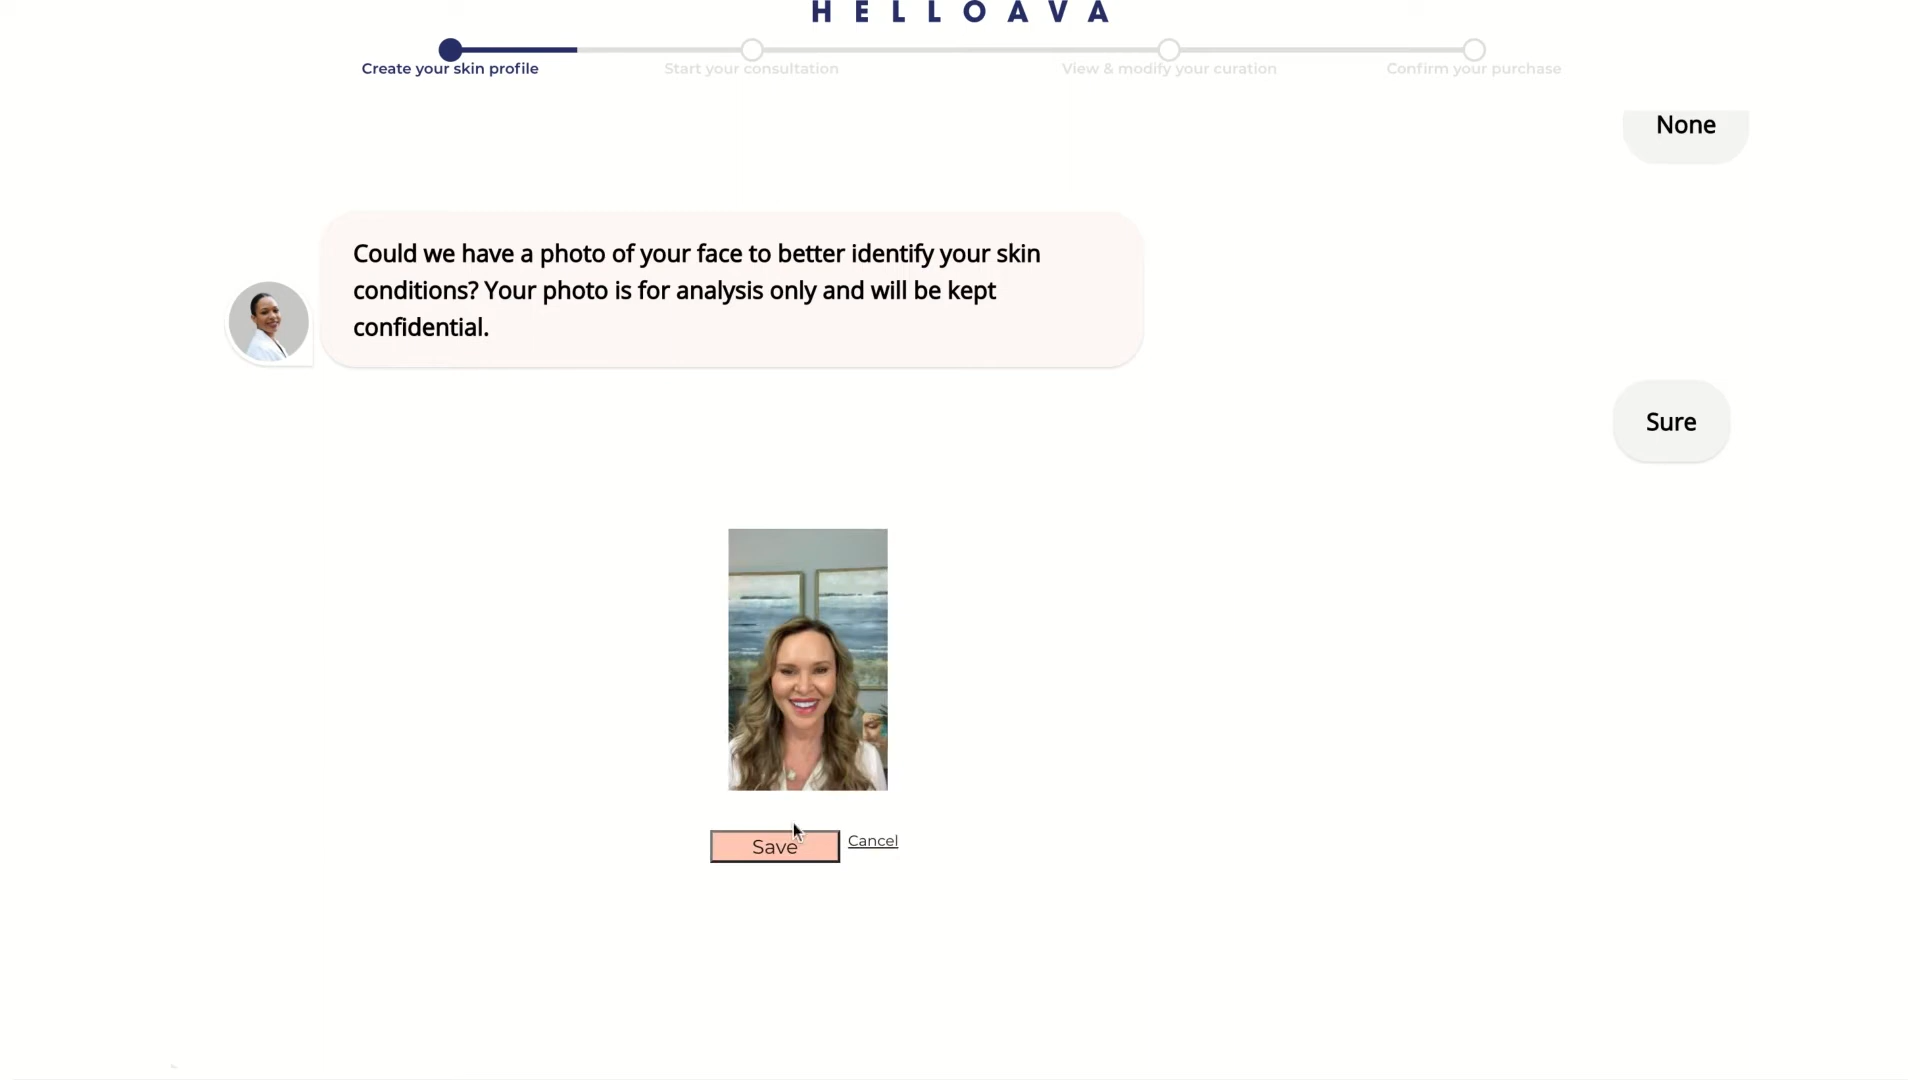 HELLOAVA
Create your skin profile
Start your consultation
View & modify your curation
Confirm your purchase
None
Could we have a photo of your face to better identify your skin
conditions? Your photo is for analysis only and will be kept
confidential.
Sure
Save
Cancel